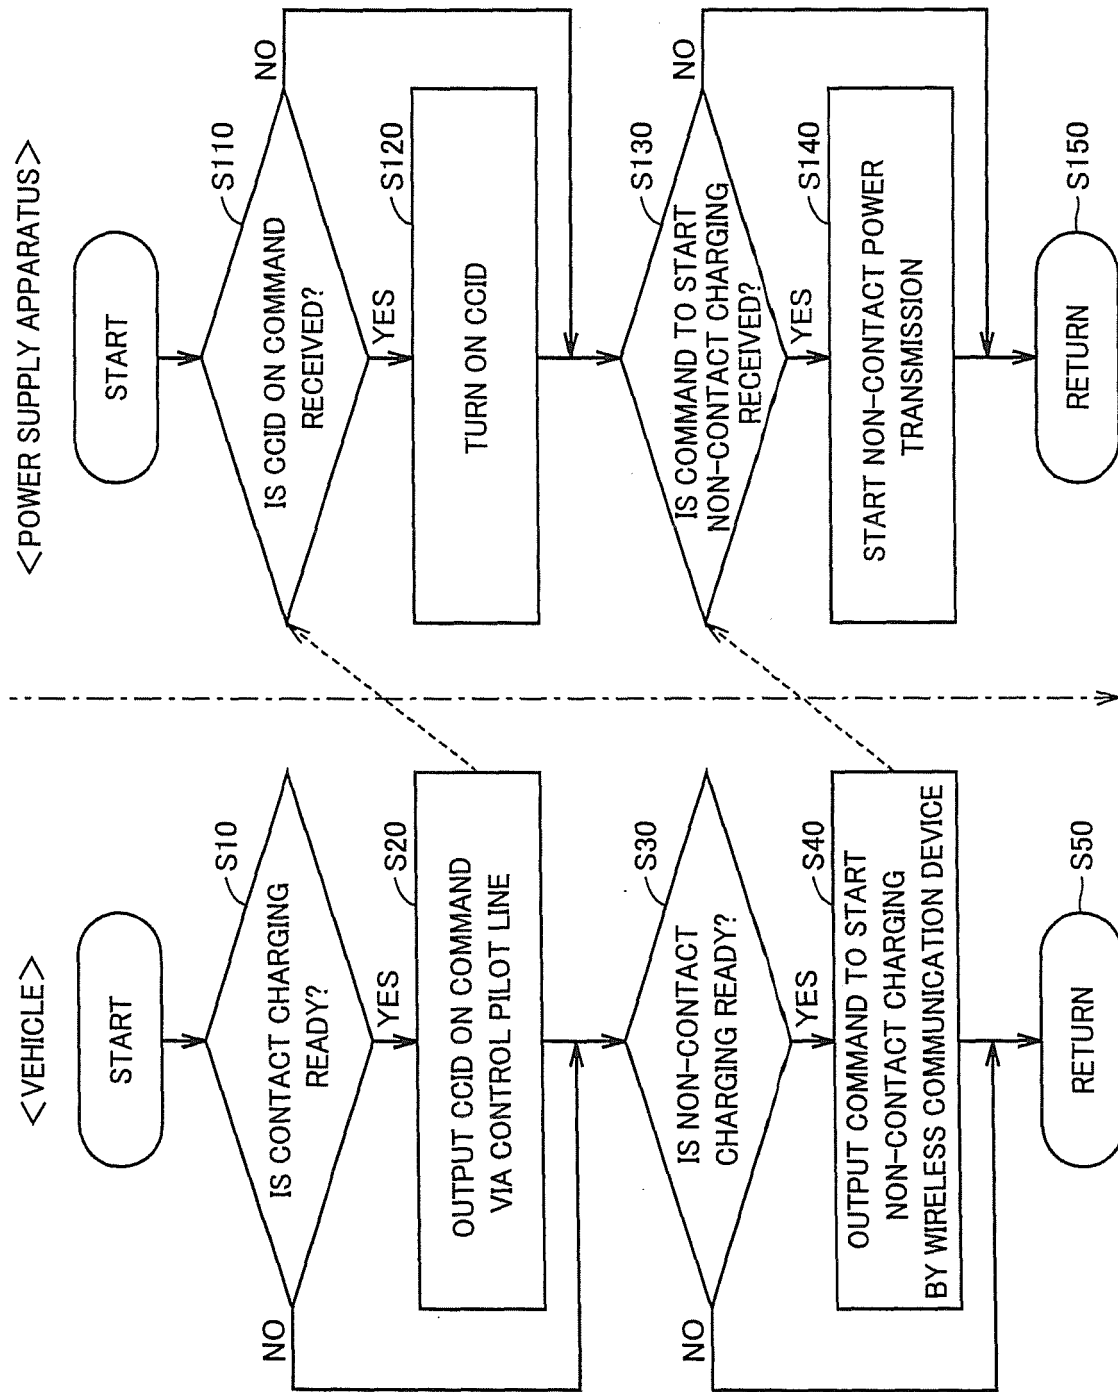 <VEHICLE>
START
IS CONTACT CHARGING
READY?
S10
YES
NO
OUTPUT CCID ON COMMAND
VIA CONTROL PILOT LINE
S20
IS NON-CONTACT
CHARGING READY?
S30
YES
NO
OUTPUT COMMAND TO START
NON-CONTACT CHARGING
BY WIRELESS COMMUNICATION DEVICE
S40
RETURN
S50
<POWER SUPPLY APPARATUS>
START
IS CCID ON COMMAND
RECEIVED?
S110
NO
YES
TURN ON CCID
S120
IS COMMAND TO START
NON-CONTACT CHARGING
RECEIVED?
S130
NO
YES
START NON-CONTACT POWER
TRANSMISSION
S140
RETURN
S150